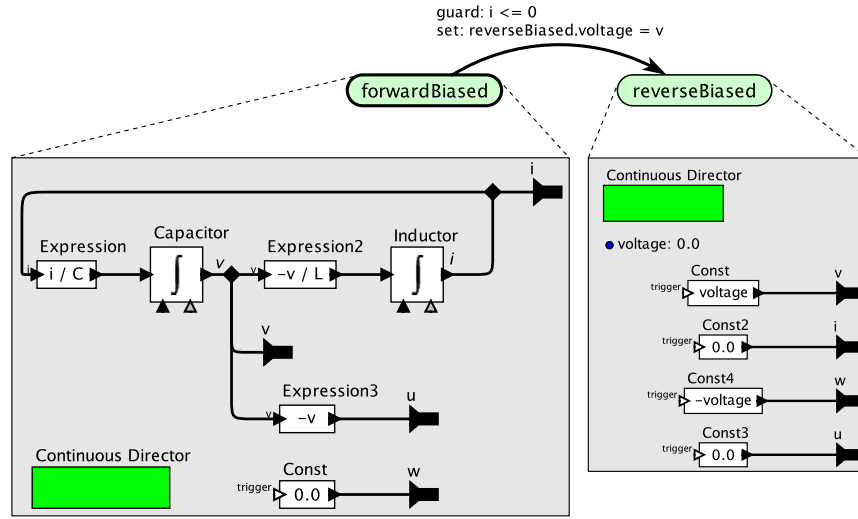 guard: i <= 0
set: reverseBiased.voltage = v
forwardBiased
reverseBiased
i
Capacitor
Expression
v
Expression2
Inductor
i
i
i / C
∫
v
-v / L
∫
v
Expression3
u
v
-v
Continuous Director
Const
w
trigger
0.0
Continuous Director
voltage: 0.0
Const
v
trigger
voltage
Const2
i
trigger
0.0
Const4
w
trigger
-voltage
Const3
u
trigger
0.0